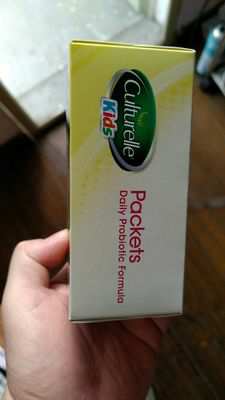 Culturelle
Kids
Packets
Daily Probiotic Formula